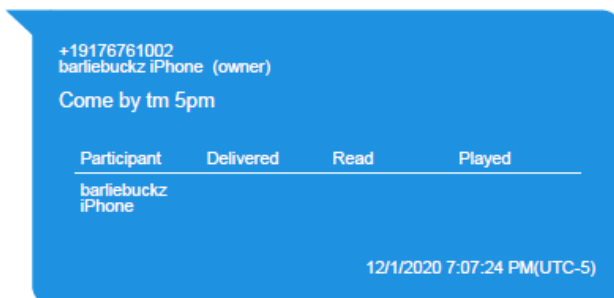 +19176761002
barliebuckz iPhone (owner)
Come by tm 5pm
Participant Delivered Read Played
barliebuckz
iPhone
12/1/2020 7:07:24 PM(UTC-5)